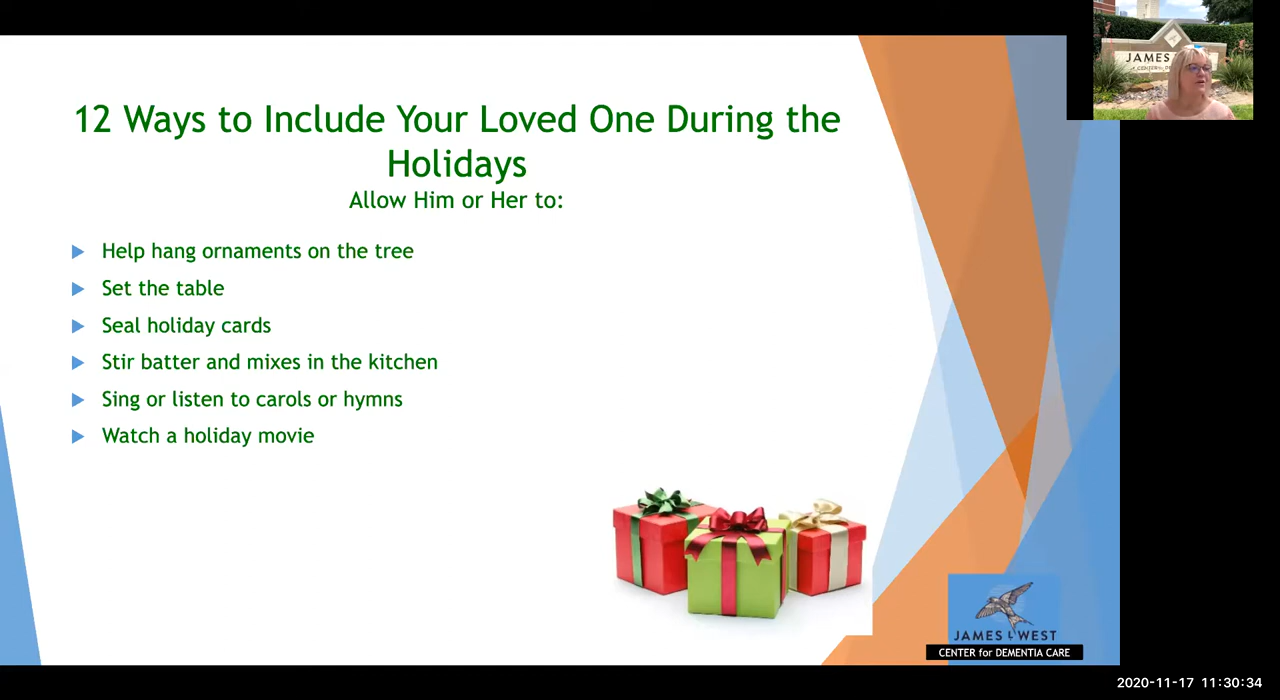 12 Ways to Include Your Loved One During the
Holidays
Allow Him or Her to:
Help hang ornaments on the tree
Set the table
Seal holiday cards
Stir batter and mixes in the kitchen
Sing or listen to carols or hymns
Watch a holiday movie
JAMES
JAMES L WEST
CENTER for DEMENTIA CARE
2020-11-17 11:30:34